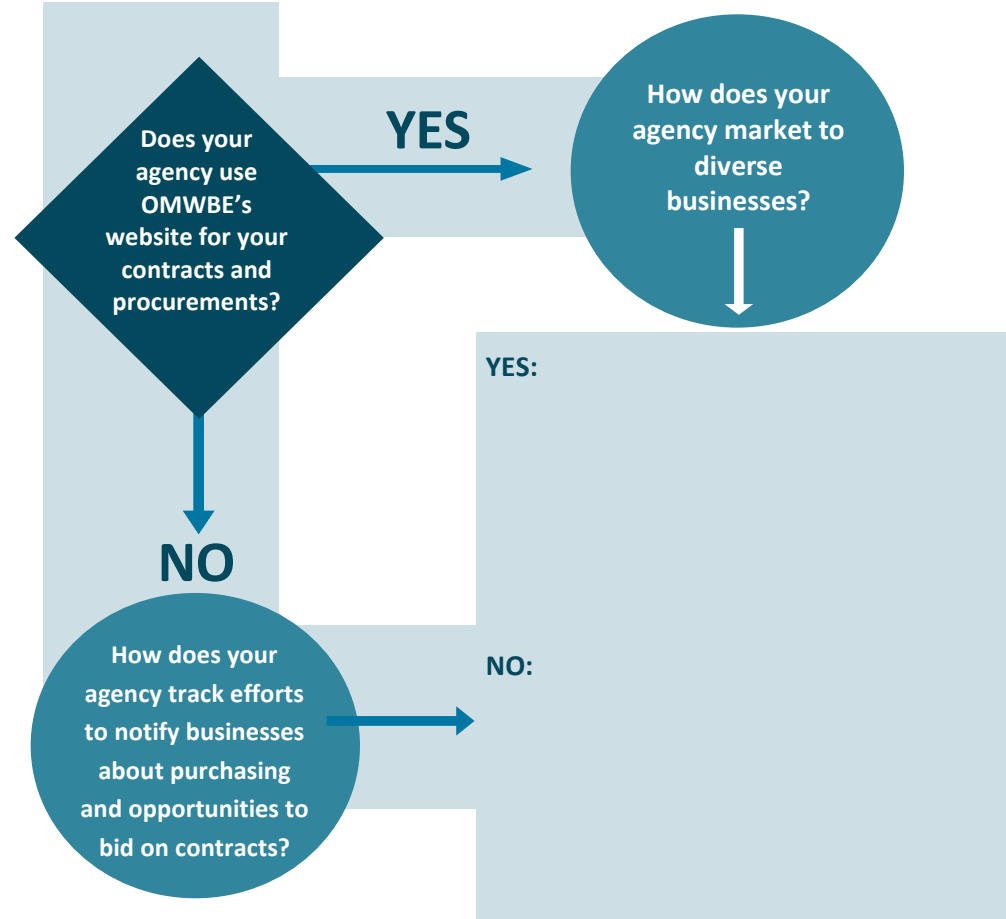 Does your
agency use
OMWBE’s
website for your
contracts and
procurements?
YES
How does your
agency market to
diverse
businesses?
YES:
NO
How does your
agency track efforts
to notify businesses
about purchasing
and opportunities to
bid on contracts?
NO: